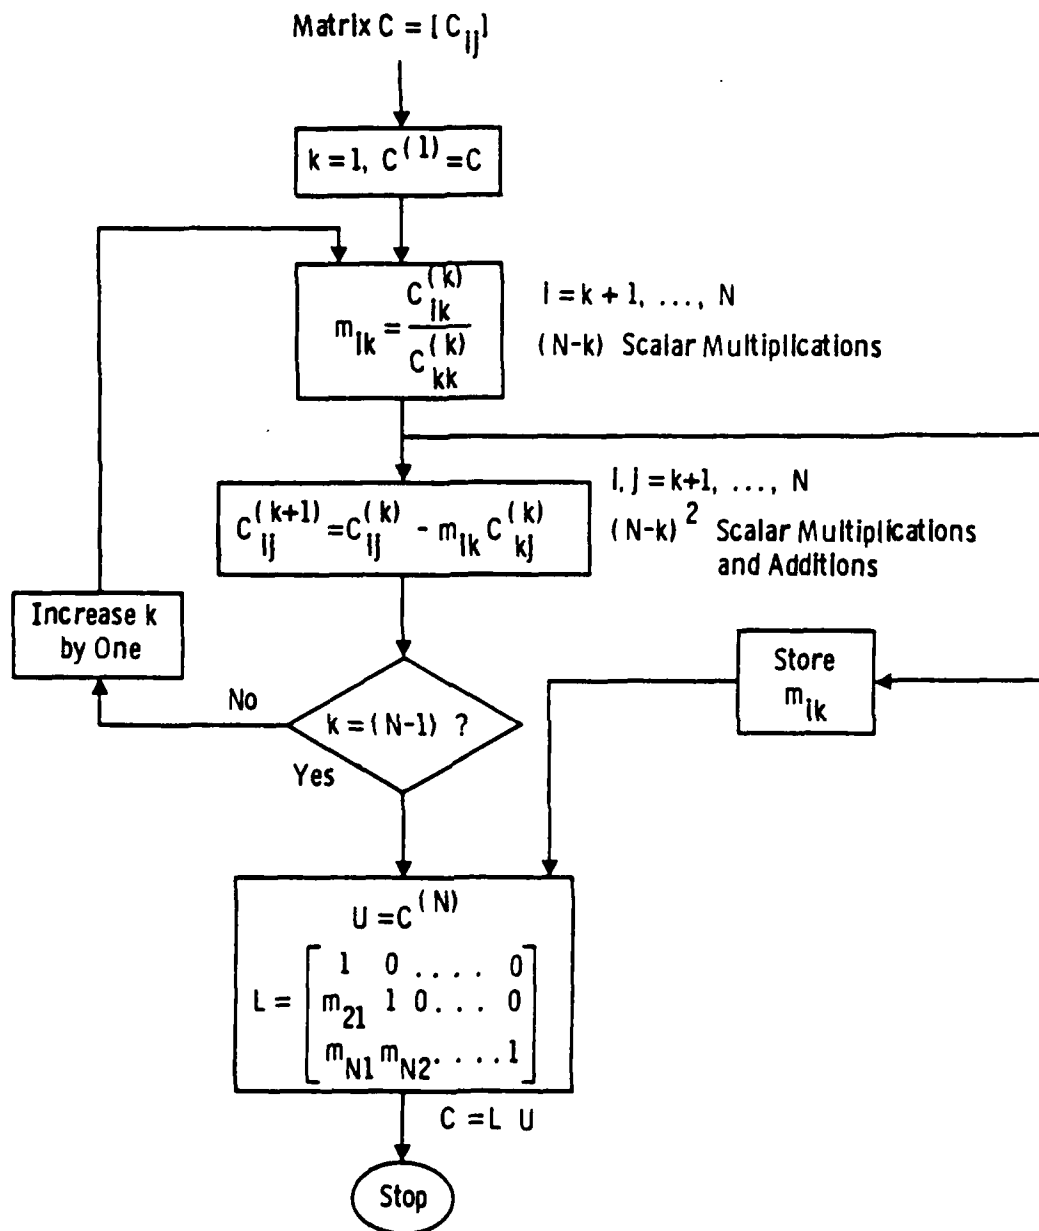 Matrix C = [C_ij]
k = 1, C^(1) = C
m_ik = C_ik^(k) / C_kk^(k)
i = k + 1, ..., N
(N-k) Scalar Multiplications
C_ij^(k+1) = C_ij^(k) - m_ik C_kj^(k)
i, j = k+1, ..., N
(N-k)^2 Scalar Multiplications
and Additions
Increase k
by One
Store
m_ik
No
k = (N-1) ?
Yes
U = C^(N)
L = [ 1 0 .... 0
m_21 1 0... 0
m_N1 m_N2 .... 1 ]
C = L U
Stop